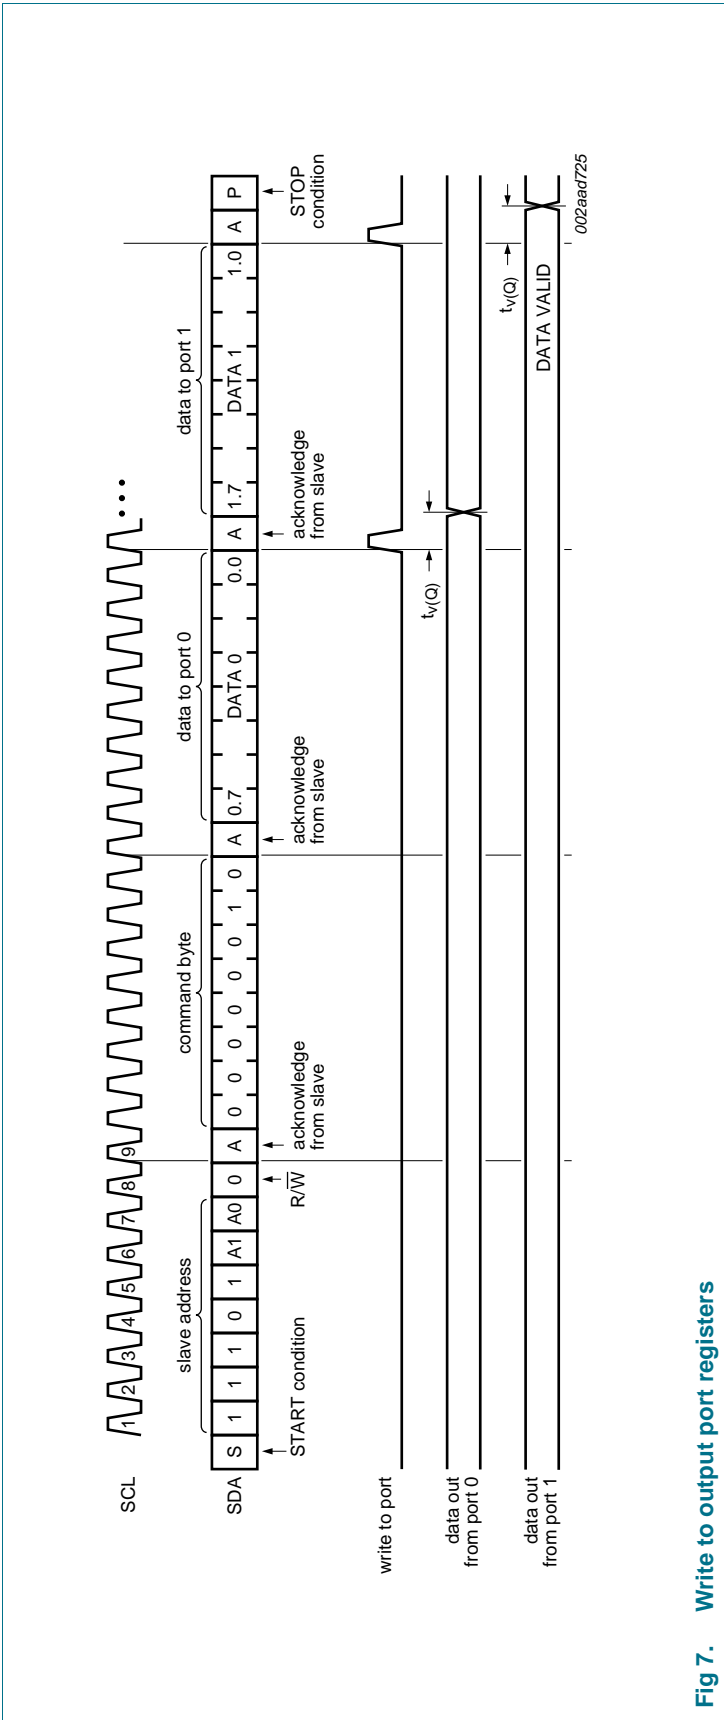 SCL
1 2 3 4 5 6 7 8 9
slave address
command byte
data to port 0
data to port 1
SDA
S 1 1 1 0 1 A1 A0 0 A 0 0 0 0 0 0 1 0 A 0.7 DATA 0 0.0 A 1.7 DATA 1 1.0 A P
START condition
R/W
acknowledge
from slave
acknowledge
from slave
acknowledge
from slave
STOP
condition
write to port
data out
from port 0
tv(Q)
data out
from port 1
tv(Q)
DATA VALID
002aad725
Fig 7. Write to output port registers